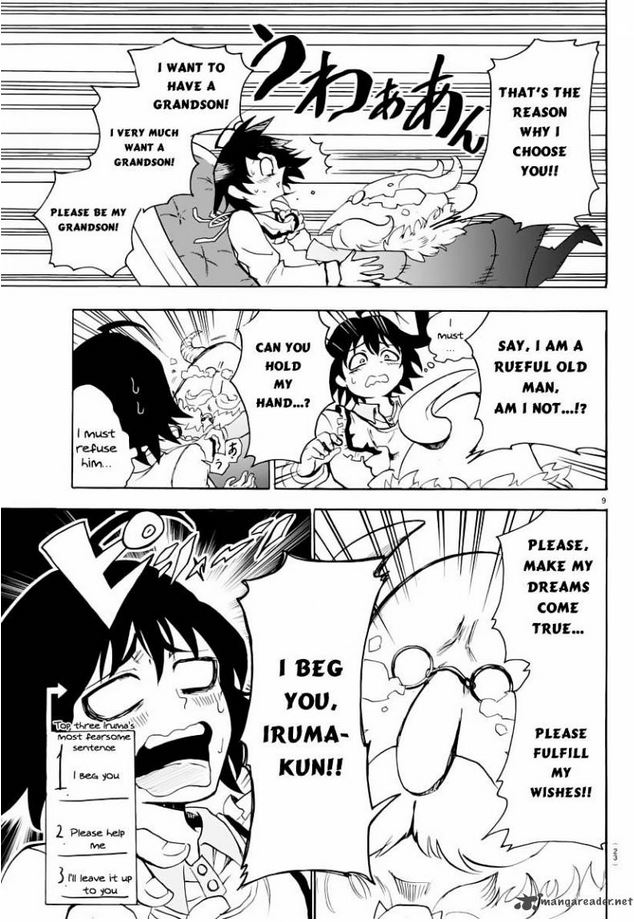 THAT'S THE
REASON
WHY I
CHOOSE
YOU!!
うわぁあん
I WANT TO
HAVE A
GRANDSON!
I VERY MUCH
WANT A
GRANDSON!
PLEASE BE MY
GRANDSON!
SAY, I AM A
RUEFUL OLD
MAN,
AM I NOT...!?
I
must
...
CAN YOU
HOLD
MY
HAND...?
I must
refuse
him...
9
PLEASE,
MAKE MY
DREAMS
COME
TRUE...
PLEASE
FULFILL
MY
WISHES!!
I BEG
YOU,
IRUMA-
KUN!!
Top three Iruma's
most fearsome
sentence
1 I beg you
2 Please help
me
3 I'll leave it up
to you
(23)
mangareader.net